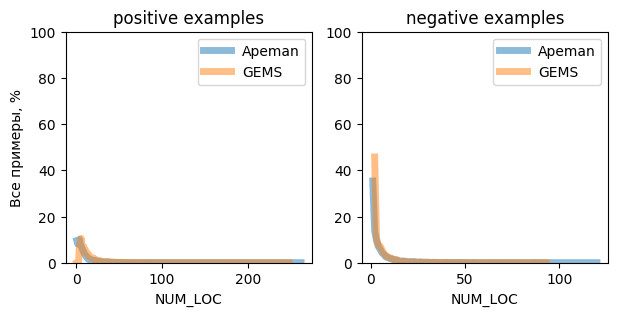 positive examples
negative examples
Все примеры, %
100
80
60
40
20
0
0
100
200
NUM_LOC
Apeman
GEMS
100
80
60
40
20
0
0
50
100
NUM_LOC
Apeman
GEMS